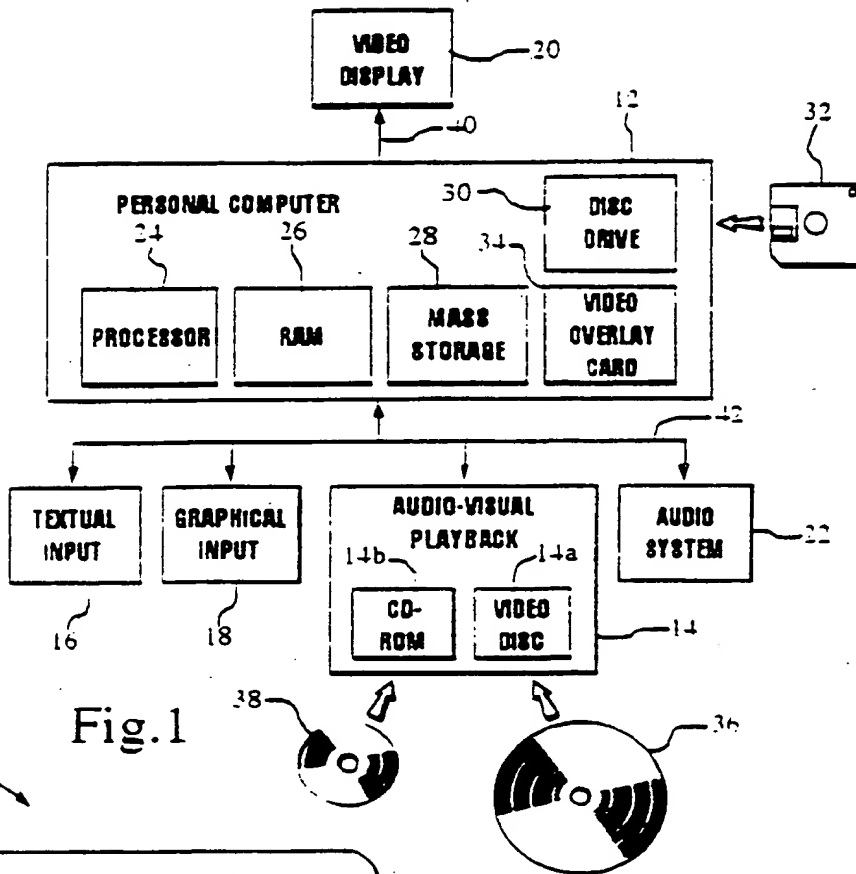 VIDEO
DISPLAY
20
40
12
32
PERSONAL COMPUTER
30
DISC
DRIVE
24
26
28
34
PROCESSOR
RAM
MASS
STORAGE
VIDEO
OVERLAY
CARD
42
TEXTUAL
INPUT
GRAPHICAL
INPUT
AUDIO-VISUAL
PLAYBACK
AUDIO
SYSTEM
22
14b
14a
CD-
ROM
VIDEO
DISC
16
18
14
38
36
Fig.1